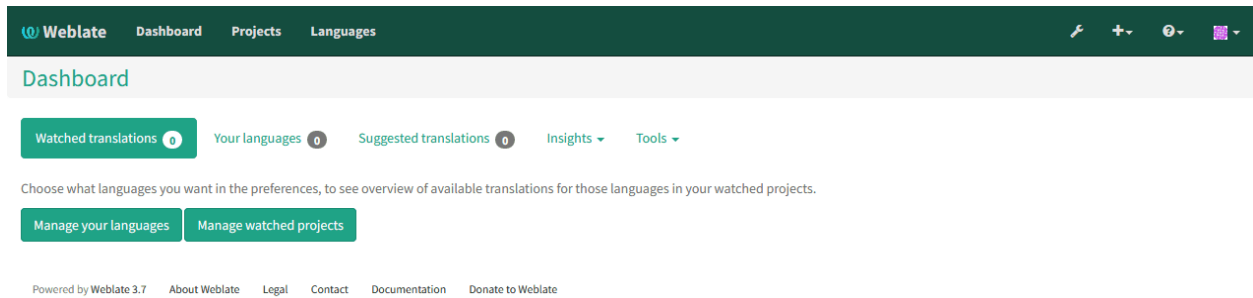 Weblate Dashboard Projects Languages
Dashboard
Watched translations 0 Your languages 0 Suggested translations 0 Insights Tools
Choose what languages you want in the preferences, to see overview of available translations for those languages in your watched projects.
Manage your languages Manage watched projects
Powered by Weblate 3.7 About Weblate Legal Contact Documentation Donate to Weblate